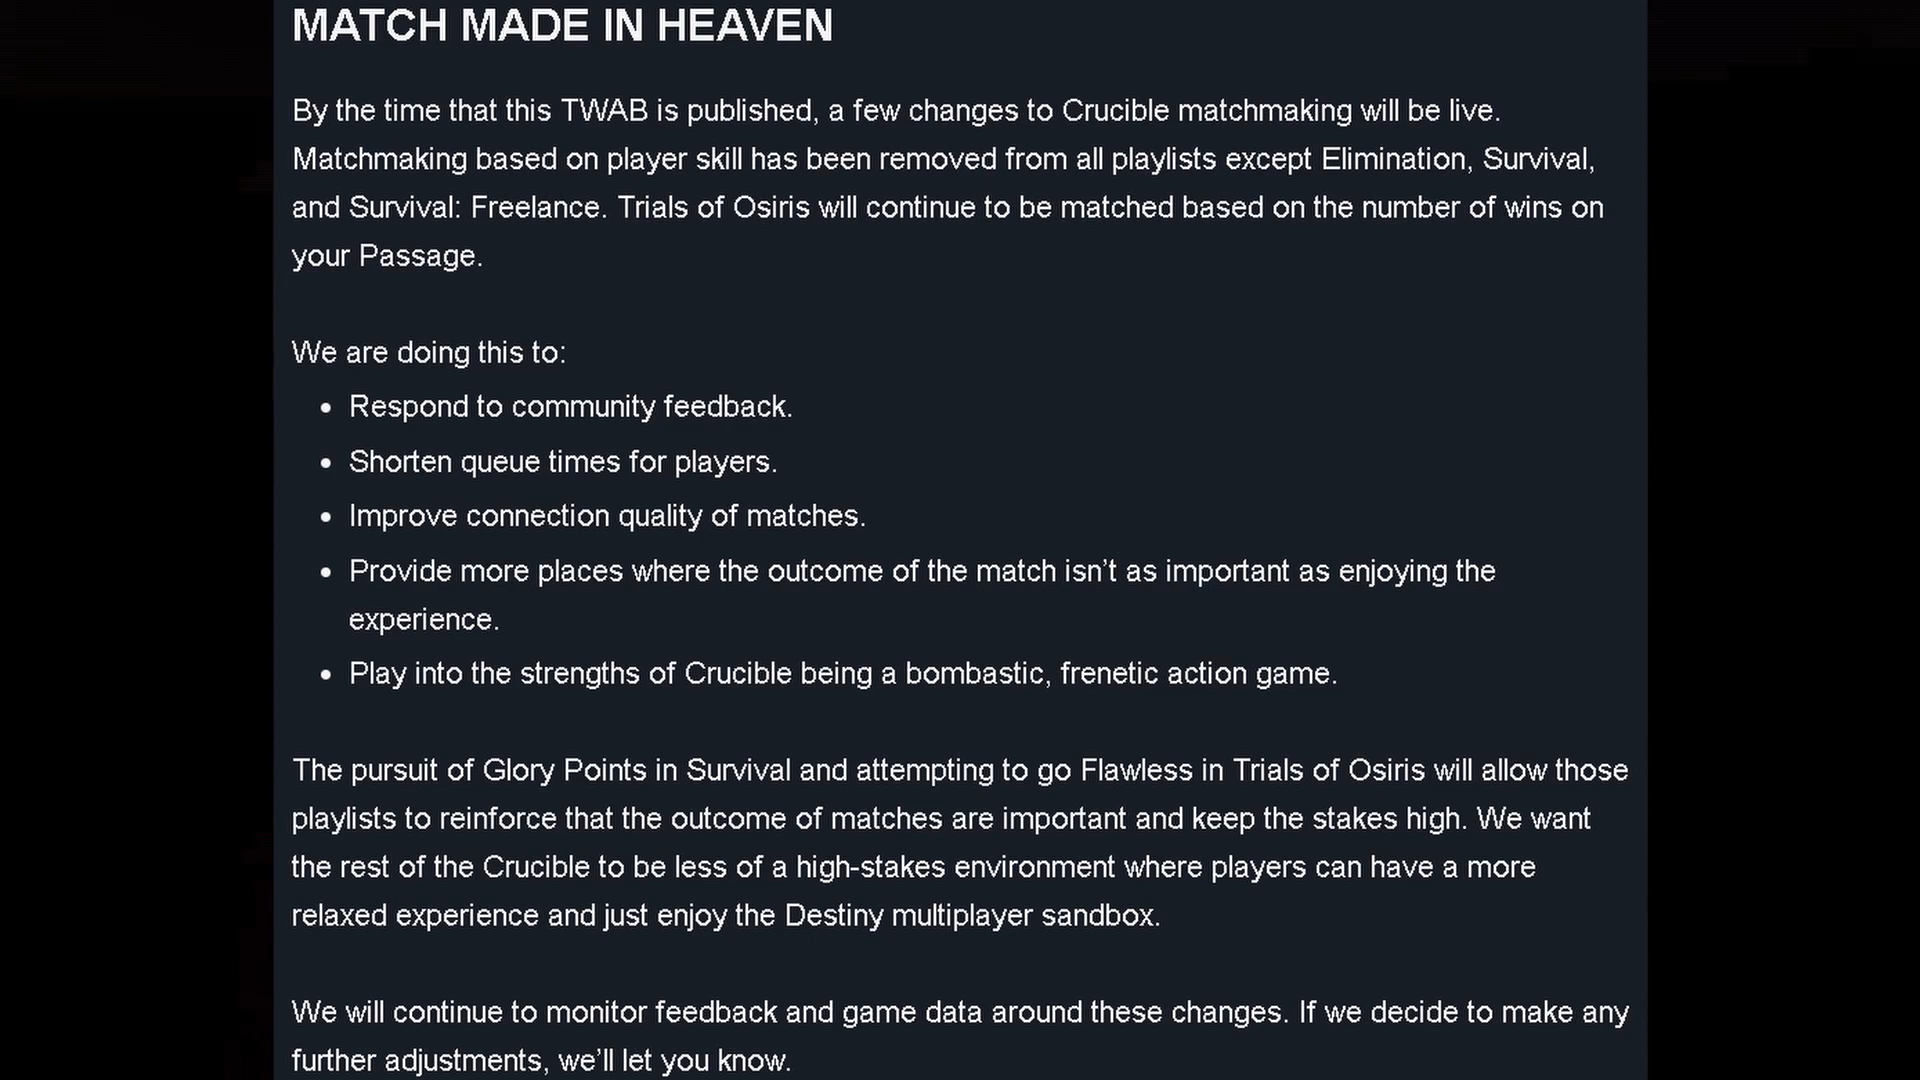 MATCH MADE IN HEAVEN
By the time that this TWAB is published, a few changes to Crucible matchmaking will be live.
Matchmaking based on player skill has been removed from all playlists except Elimination, Survival,
and Survival: Freelance. Trials of Osiris will continue to be matched based on the number of wins on
your Passage.
We are doing this to:
• Respond to community feedback.
• Shorten queue times for players.
• Improve connection quality of matches.
• Provide more places where the outcome of the match isn’t as important as enjoying the
experience.
• Play into the strengths of Crucible being a bombastic, frenetic action game.
The pursuit of Glory Points in Survival and attempting to go Flawless in Trials of Osiris will allow those
playlists to reinforce that the outcome of matches are important and keep the stakes high. We want
the rest of the Crucible to be less of a high-stakes environment where players can have a more
relaxed experience and just enjoy the Destiny multiplayer sandbox.
We will continue to monitor feedback and game data around these changes. If we decide to make any
further adjustments, we’ll let you know.